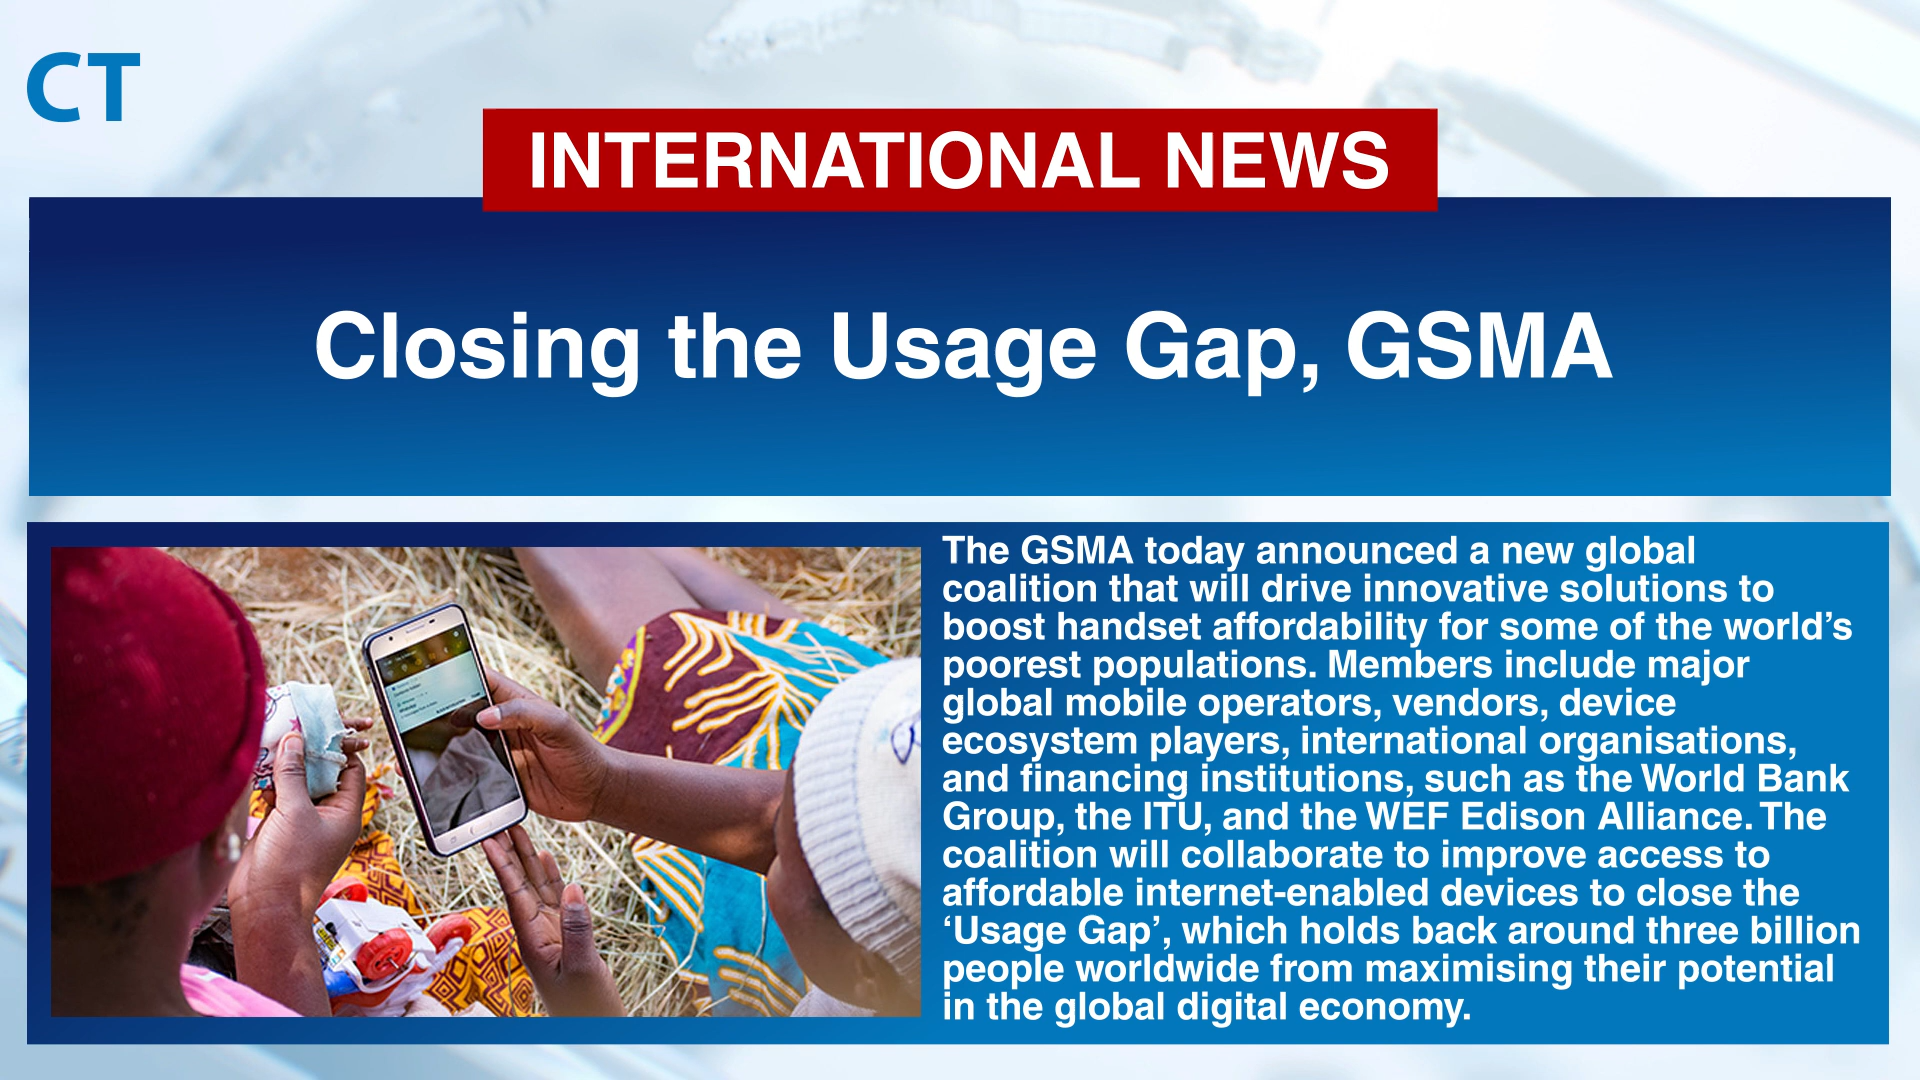 CT
INTERNATIONAL NEWS
Closing the Usage Gap, GSMA
The GSMA today announced a new global
coalition that will drive innovative solutions to
boost handset affordability for some of the world’s
poorest populations. Members include major
global mobile operators, vendors, device
ecosystem players, international organisations,
and financing institutions, such as the World Bank
Group, the ITU, and the WEF Edison Alliance. The
coalition will collaborate to improve access to
affordable internet-enabled devices to close the
‘Usage Gap’, which holds back around three billion
people worldwide from maximising their potential
in the global digital economy.